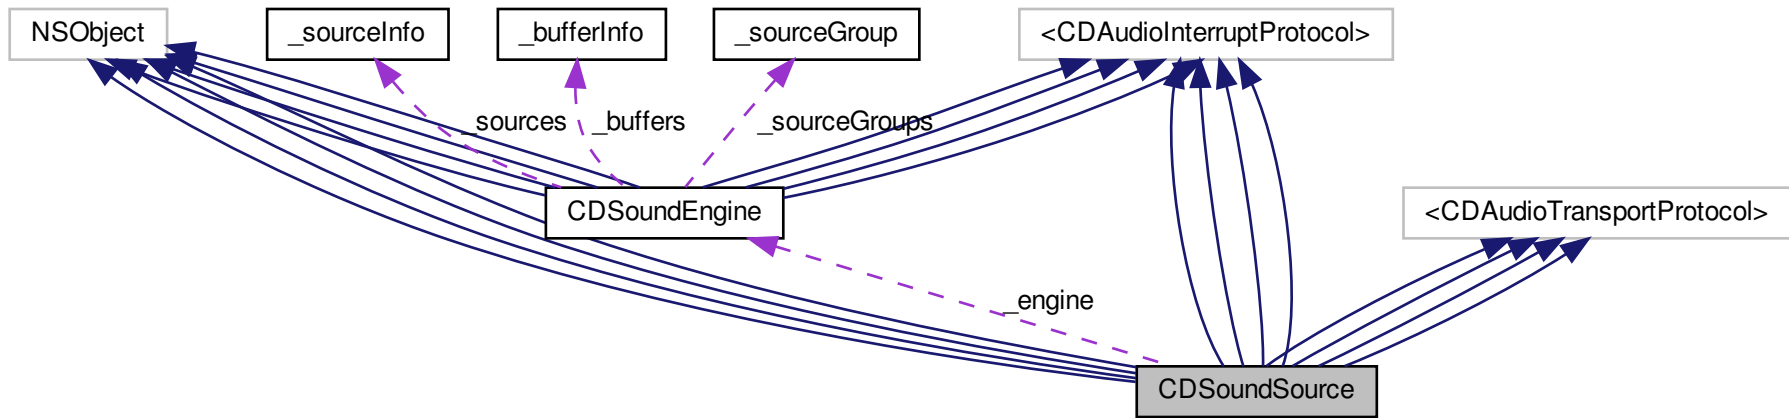 NSObject
_sourceInfo
_bufferInfo
_sourceGroup
<CDAudioInterruptProtocol>
_sources
_buffers
_sourceGroups
CDSoundEngine
<CDAudioTransportProtocol>
_engine
CDSoundSource